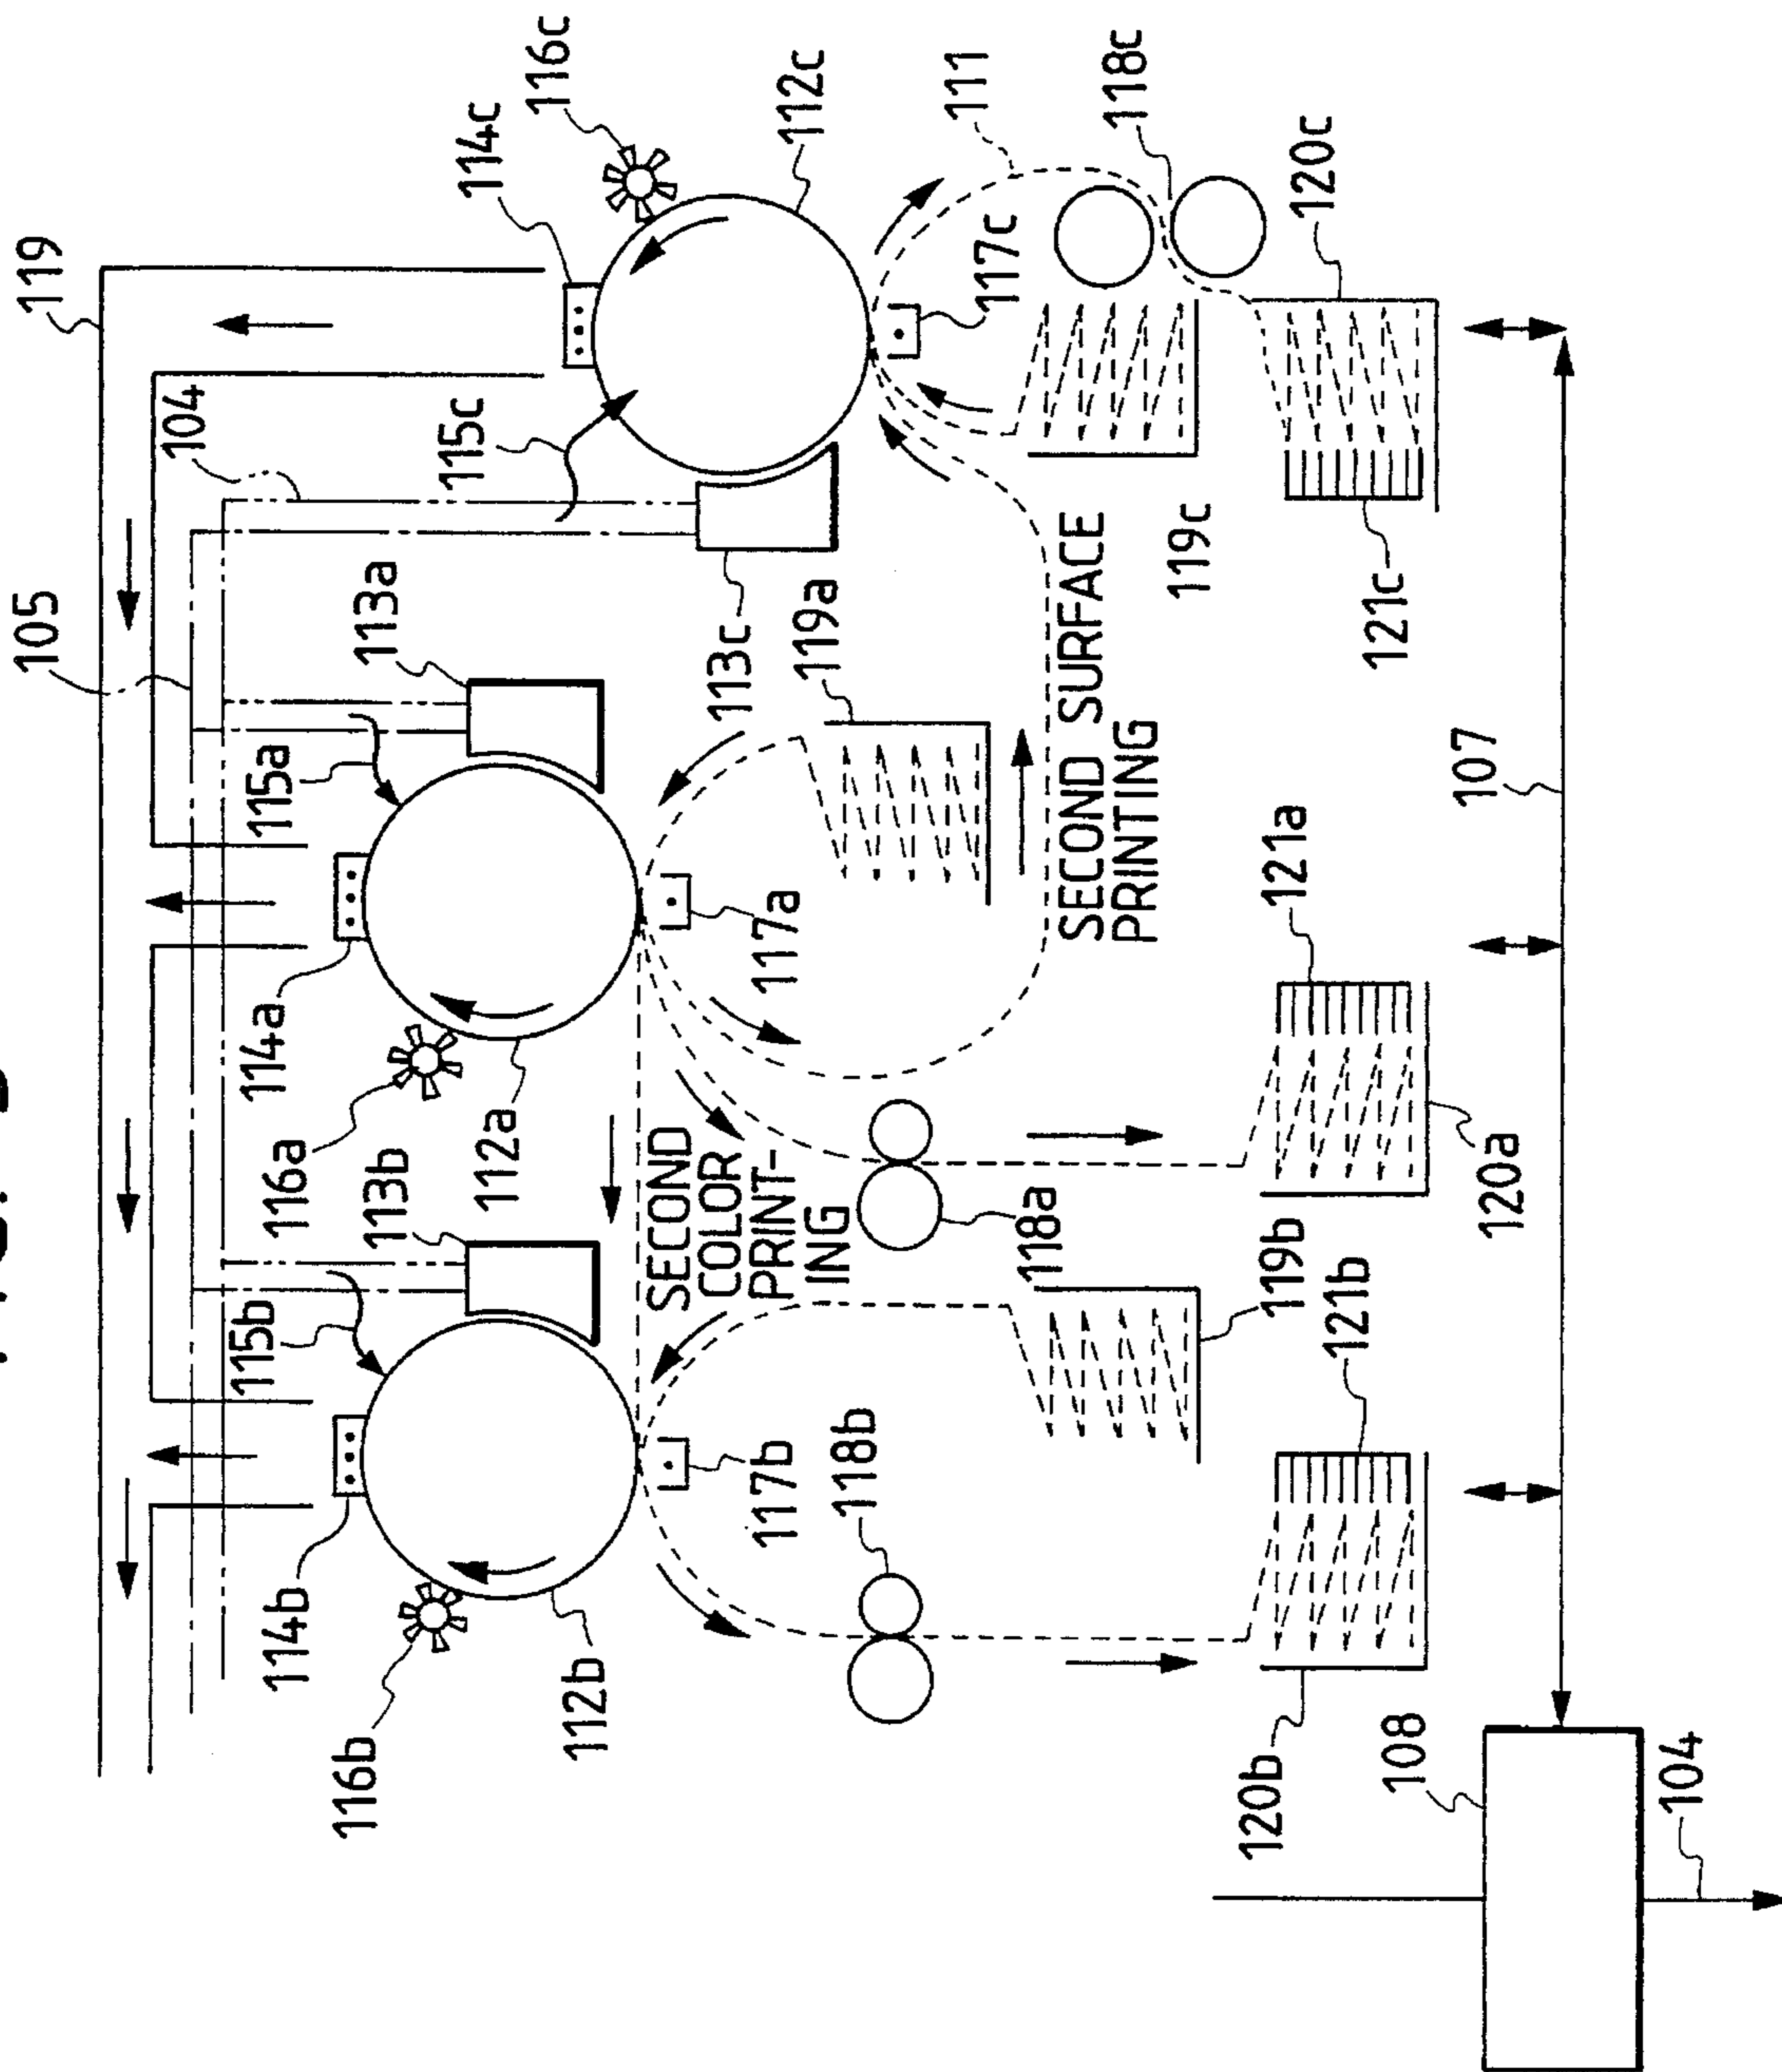 105
119
104
114b
115b
116a
114a
115a
116b
113b
113a
115c
114c
112a
116c
112b
SECOND
COLOR
PRINT-
ING
113c
112c
117b
117a
119a
118b
118a
117c
111
SECOND SURFACE
PRINTING
118c
119c
120b
119b
121a
121b
120c
121c
108
107
120a
104